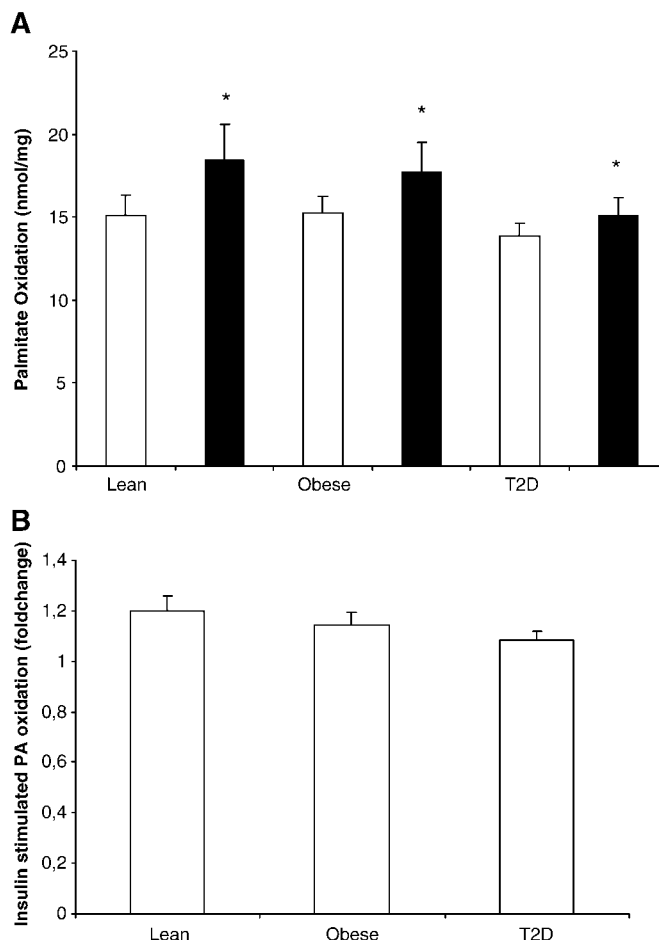 A
25
20
15
10
5
0
Palmitate Oxidation (nmol/mg)
* * *
Lean Obese T2D
B
1,4
1,2
1
0,8
0,6
0,4
0,2
0
Insulin stimulated PA oxidation (foldchange)
Lean Obese T2D